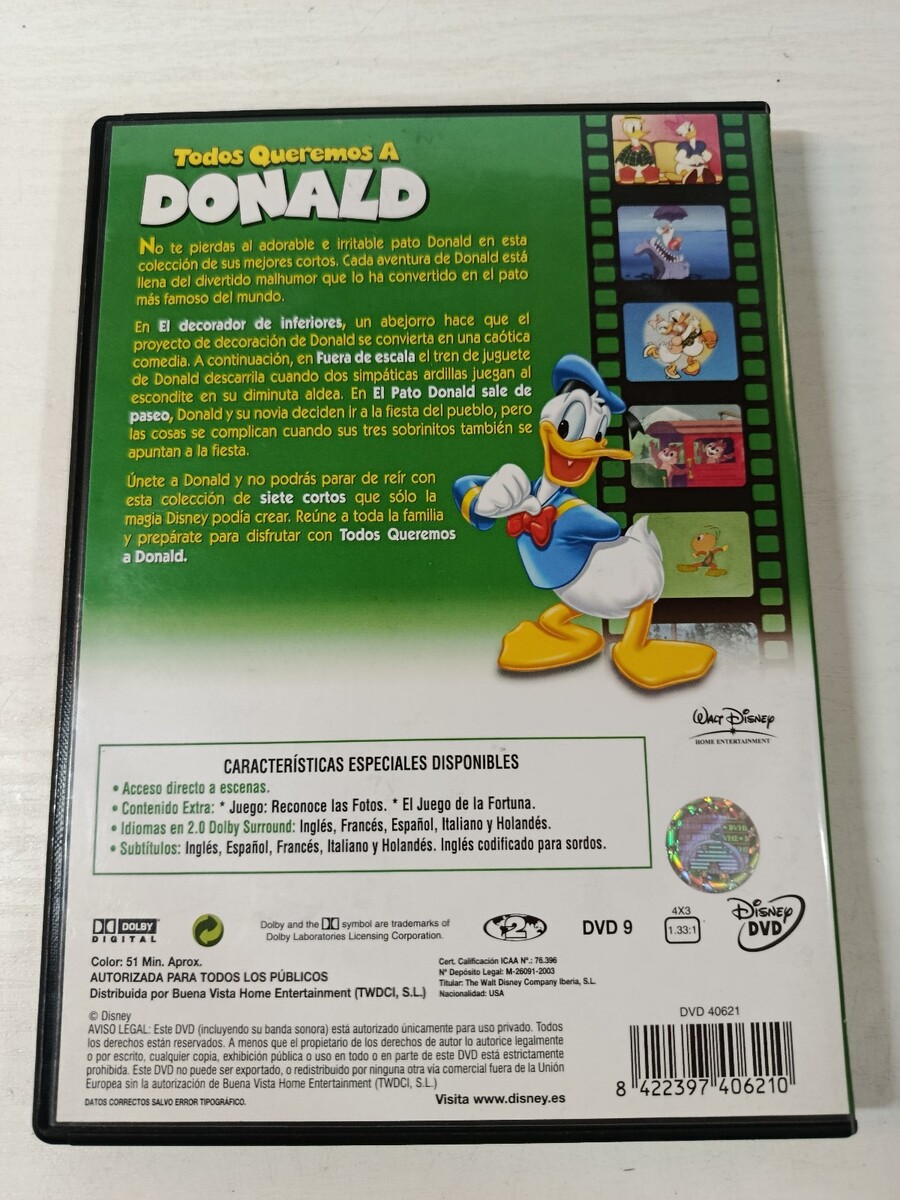 Todos Queremos A
DONALD
No te pierdas al adorable e irritable pato Donald en esta
colección de sus mejores cortos. Cada aventura de Donald está
llena del divertido malhumor que lo ha convertido en el pato
más famoso del mundo.
En El decorador de inferiores, un abejorro hace que el
proyecto de decoración de Donald se convierta en una caótica
comedia. A continuación, en Fuera de escala el tren de juguete
de Donald descarrila cuando dos simpáticas ardillas juegan al
escondite en su diminuta aldea. En El Pato Donald sale de
paseo, Donald y su novia deciden ir a la fiesta del pueblo, pero
las cosas se complican cuando sus tres sobrinitos también se
apuntan a la fiesta.
Únete a Donald y no podrás parar de reír con
esta colección de siete cortos que sólo la
magia Disney podía crear. Reúne a toda la familia
y prepárate para disfrutar con Todos Queremos
a Donald.
WALT DISNEY
HOME ENTERTAINMENT
CARACTERÍSTICAS ESPECIALES DISPONIBLES
• Acceso directo a escenas.
• Contenido Extra: * Juego: Reconoce las Fotos. * El Juego de la Fortuna.
• Idiomas en 2.0 Dolby Surround: Inglés, Francés, Español, Italiano y Holandés.
• Subtítulos: Inglés, Español, Francés, Italiano y Holandés. Inglés codificado para sordos.
DOLBY
DIGITAL
Dolby and the DD symbol are trademarks of
Dolby Laboratories Licensing Corporation.
2
DVD 9
4X3
1.33:1
DISNEY
DVD
Color: 51 Min. Aprox.
AUTORIZADA PARA TODOS LOS PÚBLICOS
Distribuida por Buena Vista Home Entertainment (TWDCI, S.L.)
Cert. Calificación ICAA Nº.: 76.396
Nº Depósito Legal: M-26091-2003
Titular: The Walt Disney Company Iberia, S.L.
Nacionalidad: USA
© Disney
AVISO LEGAL: Este DVD (incluyendo su banda sonora) está autorizado únicamente para uso privado. Todos
los derechos están reservados. A menos que el propietario de los derechos de autor lo autorice legalmente
o por escrito, cualquier copia, exhibición pública o uso en todo o en parte de este DVD está estrictamente
prohibida. Este DVD no puede ser exportado, o redistribuido por ninguna otra vía comercial fuera de la Unión
Europea sin la autorización de Buena Vista Home Entertainment (TWDCI, S.L.)
DATOS CORRECTOS SALVO ERROR TIPOGRÁFICO.
Visita www.disney.es
DVD 40621
8 422397 406210